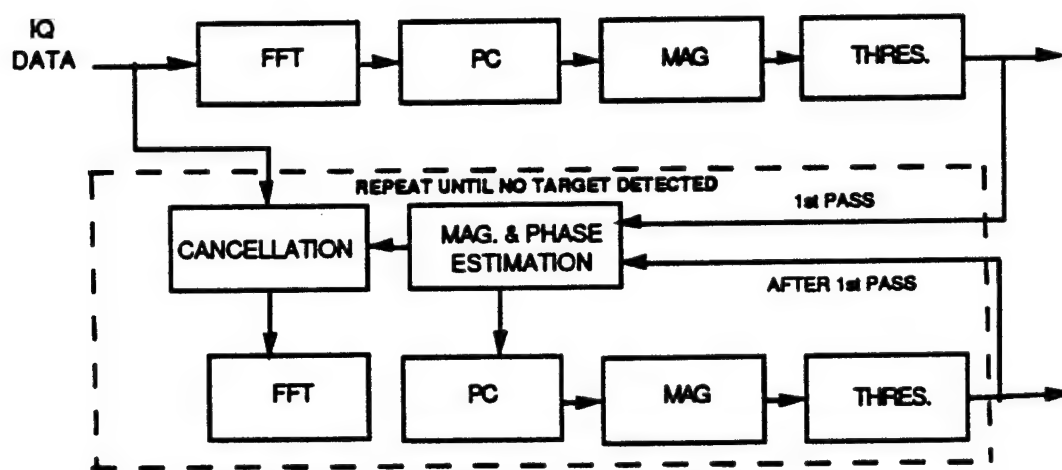 IQ
DATA
FFT
PC
MAG
THRES.
REPEAT UNTIL NO TARGET DETECTED
1st PASS
CANCELLATION
MAG. & PHASE
ESTIMATION
AFTER 1st PASS
FFT
PC
MAG
THRES.